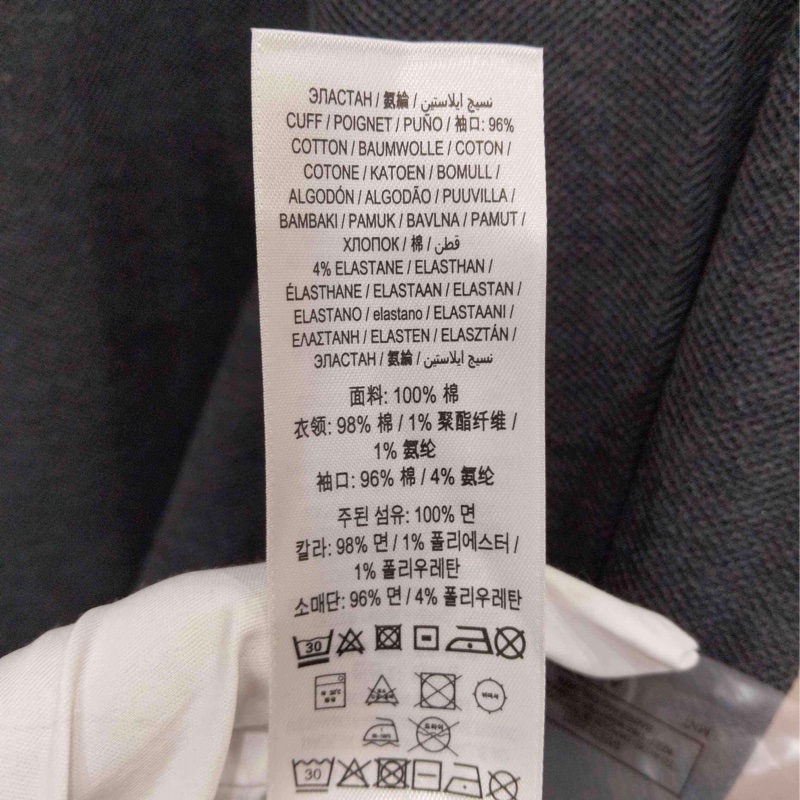 ЭЛАСТАН / 氨綸 / نسيج ايلاستين
CUFF / POIGNET / PUÑO / 袖口: 96%
COTTON / BAUMWOLLE / COTON /
COTONE / KATOEN / BOMULL /
ALGODÓN / ALGODÃO / PUUVILLA /
BAMBAKI / PAMUK / BAVLNA / PAMUT /
ХЛОПОК / 棉 / قطن
4% ELASTANE / ELASTHAN /
ÉLASTHANE / ELASTAAN / ELASTAN /
ELASTANO / elastano / ELASTAANI /
ΕΛΑΣΤΑΝΗ / ELASTEN / ELASZTÁN /
ЭЛАСТАН / 氨綸 / نسيج ايلاستين
面料: 100% 棉
衣领: 98% 棉 / 1% 聚酯纤维 /
1% 氨纶
袖口: 96% 棉 / 4% 氨纶
주된 섬유: 100% 면
칼라: 98% 면 / 1% 폴리에스터 /
1% 폴리우레탄
소매단: 96% 면 / 4% 폴리우레탄
30
30